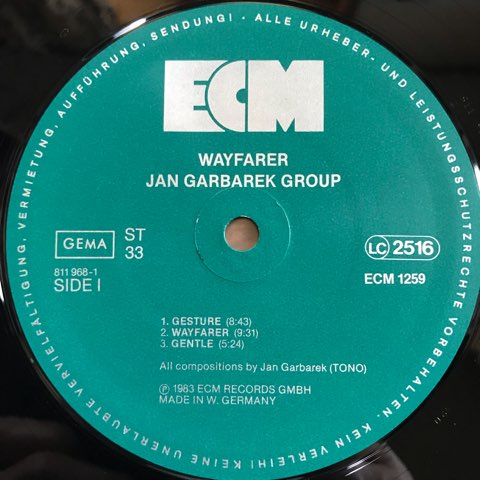 ALLE URHEBER- UND LEISTUNGSSCHUTZRECHTE VORBEHALTEN. KEIN VERLEIH! KEINE UNERLAUBTE VERVIELFÄLTIGUNG, VERMIETUNG, AUFFÜHRUNG, SENDUNG! ·
ECM
WAYFARER
JAN GARBAREK GROUP
GEMA
ST
33
811 968-1
SIDE I
LC 2516
ECM 1259
1. GESTURE (8:43)
2. WAYFARER (9:31)
3. GENTLE (5:24)
All compositions by Jan Garbarek (TONO)
℗ 1983 ECM RECORDS GMBH
MADE IN W. GERMANY